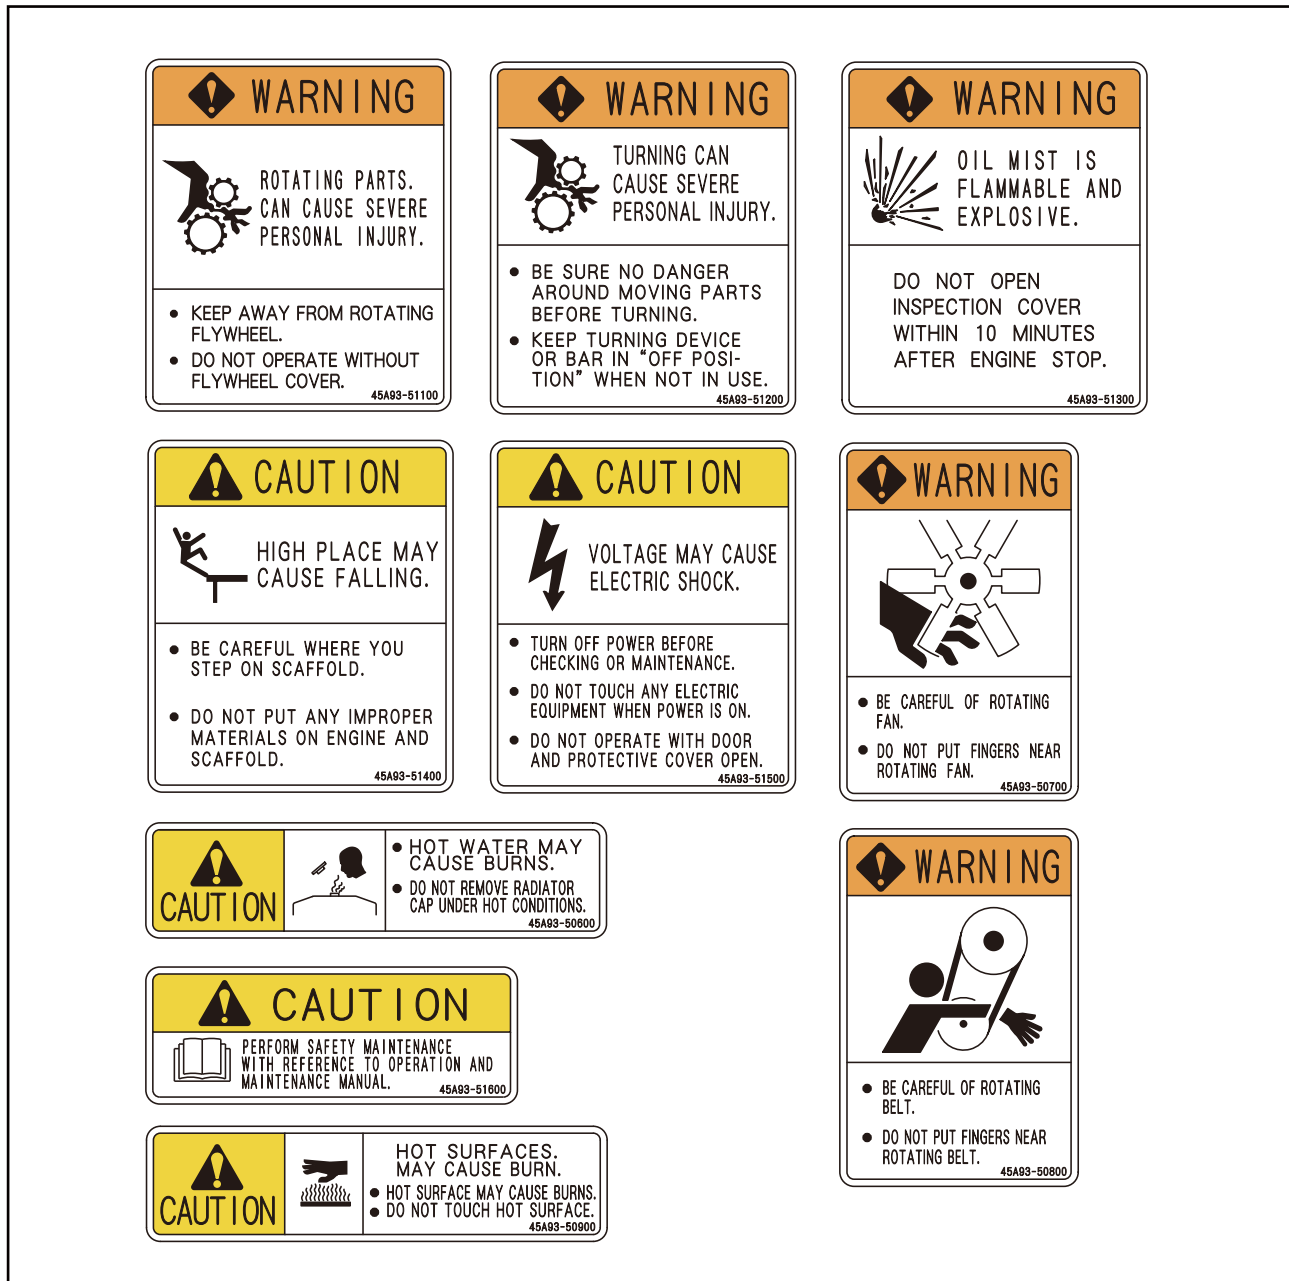 WARNING
ROTATING PARTS.
CAN CAUSE SEVERE
PERSONAL INJURY.
● KEEP AWAY FROM ROTATING
FLYWHEEL.
● DO NOT OPERATE WITHOUT
FLYWHEEL COVER.
45A93-51100
WARNING
TURNING CAN
CAUSE SEVERE
PERSONAL INJURY.
● BE SURE NO DANGER
AROUND MOVING PARTS
BEFORE TURNING.
● KEEP TURNING DEVICE
OR BAR IN “OFF POSI-
TION” WHEN NOT IN USE.
45A93-51200
WARNING
OIL MIST IS
FLAMMABLE AND
EXPLOSIVE.
DO NOT OPEN
INSPECTION COVER
WITHIN 10 MINUTES
AFTER ENGINE STOP.
45A93-51300
CAUTION
HIGH PLACE MAY
CAUSE FALLING.
● BE CAREFUL WHERE YOU
STEP ON SCAFFOLD.
● DO NOT PUT ANY IMPROPER
MATERIALS ON ENGINE AND
SCAFFOLD.
45A93-51400
CAUTION
VOLTAGE MAY CAUSE
ELECTRIC SHOCK.
● TURN OFF POWER BEFORE
CHECKING OR MAINTENANCE.
● DO NOT TOUCH ANY ELECTRIC
EQUIPMENT WHEN POWER IS ON.
● DO NOT OPERATE WITH DOOR
AND PROTECTIVE COVER OPEN.
45A93-51500
WARNING
● BE CAREFUL OF ROTATING
FAN.
● DO NOT PUT FINGERS NEAR
ROTATING FAN.
45A93-50700
CAUTION
● HOT WATER MAY
CAUSE BURNS.
● DO NOT REMOVE RADIATOR
CAP UNDER HOT CONDITIONS.
45A93-50600
WARNING
● BE CAREFUL OF ROTATING
BELT.
● DO NOT PUT FINGERS NEAR
ROTATING BELT.
45A93-50800
CAUTION
PERFORM SAFETY MAINTENANCE
WITH REFERENCE TO OPERATION AND
MAINTENANCE MANUAL.
45A93-51600
CAUTION
HOT SURFACES.
MAY CAUSE BURN.
● HOT SURFACE MAY CAUSE BURNS.
● DO NOT TOUCH HOT SURFACE.
45A93-50900